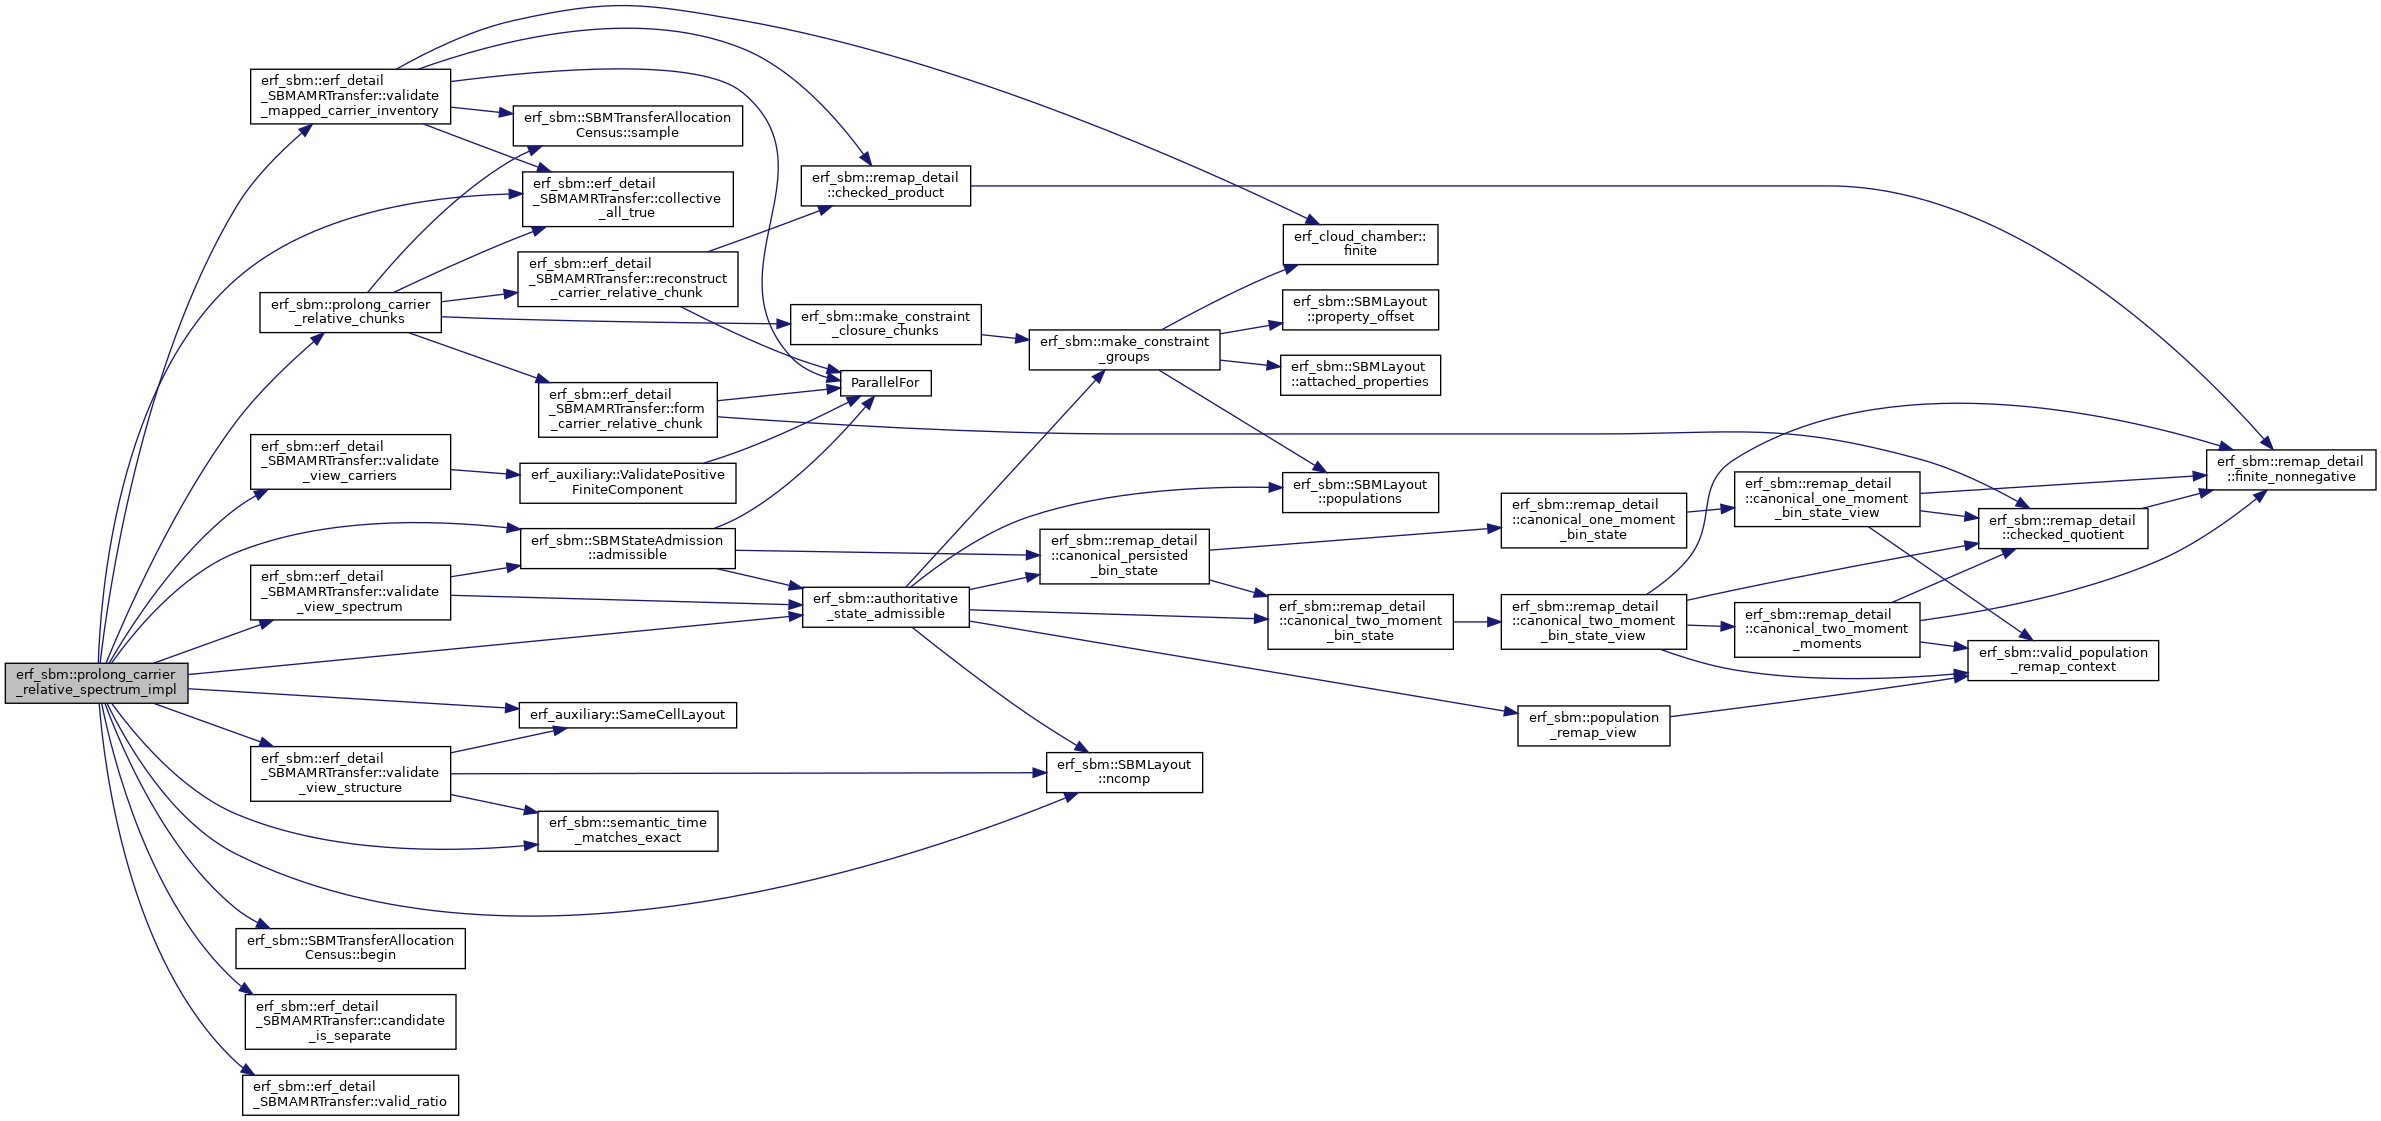 erf_sbm::prolong_carrier
_relative_spectrum_impl
erf_sbm::erf_detail
_SBMAMRTransfer::validate
_mapped_carrier_inventory
erf_sbm::prolong_carrier
_relative_chunks
erf_sbm::erf_detail
_SBMAMRTransfer::validate
_view_carriers
erf_sbm::erf_detail
_SBMAMRTransfer::validate
_view_spectrum
erf_sbm::erf_detail
_SBMAMRTransfer::validate
_view_structure
erf_sbm::SBMTransferAllocation
Census::begin
erf_sbm::erf_detail
_SBMAMRTransfer::candidate
_is_separate
erf_sbm::erf_detail
_SBMAMRTransfer::valid_ratio
erf_sbm::SBMTransferAllocation
Census::sample
erf_sbm::erf_detail
_SBMAMRTransfer::collective
_all_true
erf_sbm::erf_detail
_SBMAMRTransfer::reconstruct
_carrier_relative_chunk
erf_sbm::erf_detail
_SBMAMRTransfer::form
_carrier_relative_chunk
erf_auxiliary::ValidatePositive
FiniteComponent
erf_sbm::SBMStateAdmission
::admissible
erf_auxiliary::SameCellLayout
erf_sbm::semantic_time
_matches_exact
erf_sbm::remap_detail
::checked_product
erf_sbm::make_constraint
_closure_chunks
ParallelFor
erf_sbm::authoritative
_state_admissible
erf_sbm::make_constraint
_groups
erf_sbm::remap_detail
::canonical_persisted
_bin_state
erf_sbm::SBMLayout
::ncomp
erf_cloud_chamber::
finite
erf_sbm::SBMLayout
::property_offset
erf_sbm::SBMLayout
::attached_properties
erf_sbm::SBMLayout
::populations
erf_sbm::remap_detail
::canonical_two_moment
_bin_state
erf_sbm::remap_detail
::canonical_one_moment
_bin_state
erf_sbm::remap_detail
::canonical_two_moment
_bin_state_view
erf_sbm::population
_remap_view
erf_sbm::remap_detail
::canonical_one_moment
_bin_state_view
erf_sbm::remap_detail
::canonical_two_moment
_moments
erf_sbm::remap_detail
::checked_quotient
erf_sbm::valid_population
_remap_context
erf_sbm::remap_detail
::finite_nonnegative